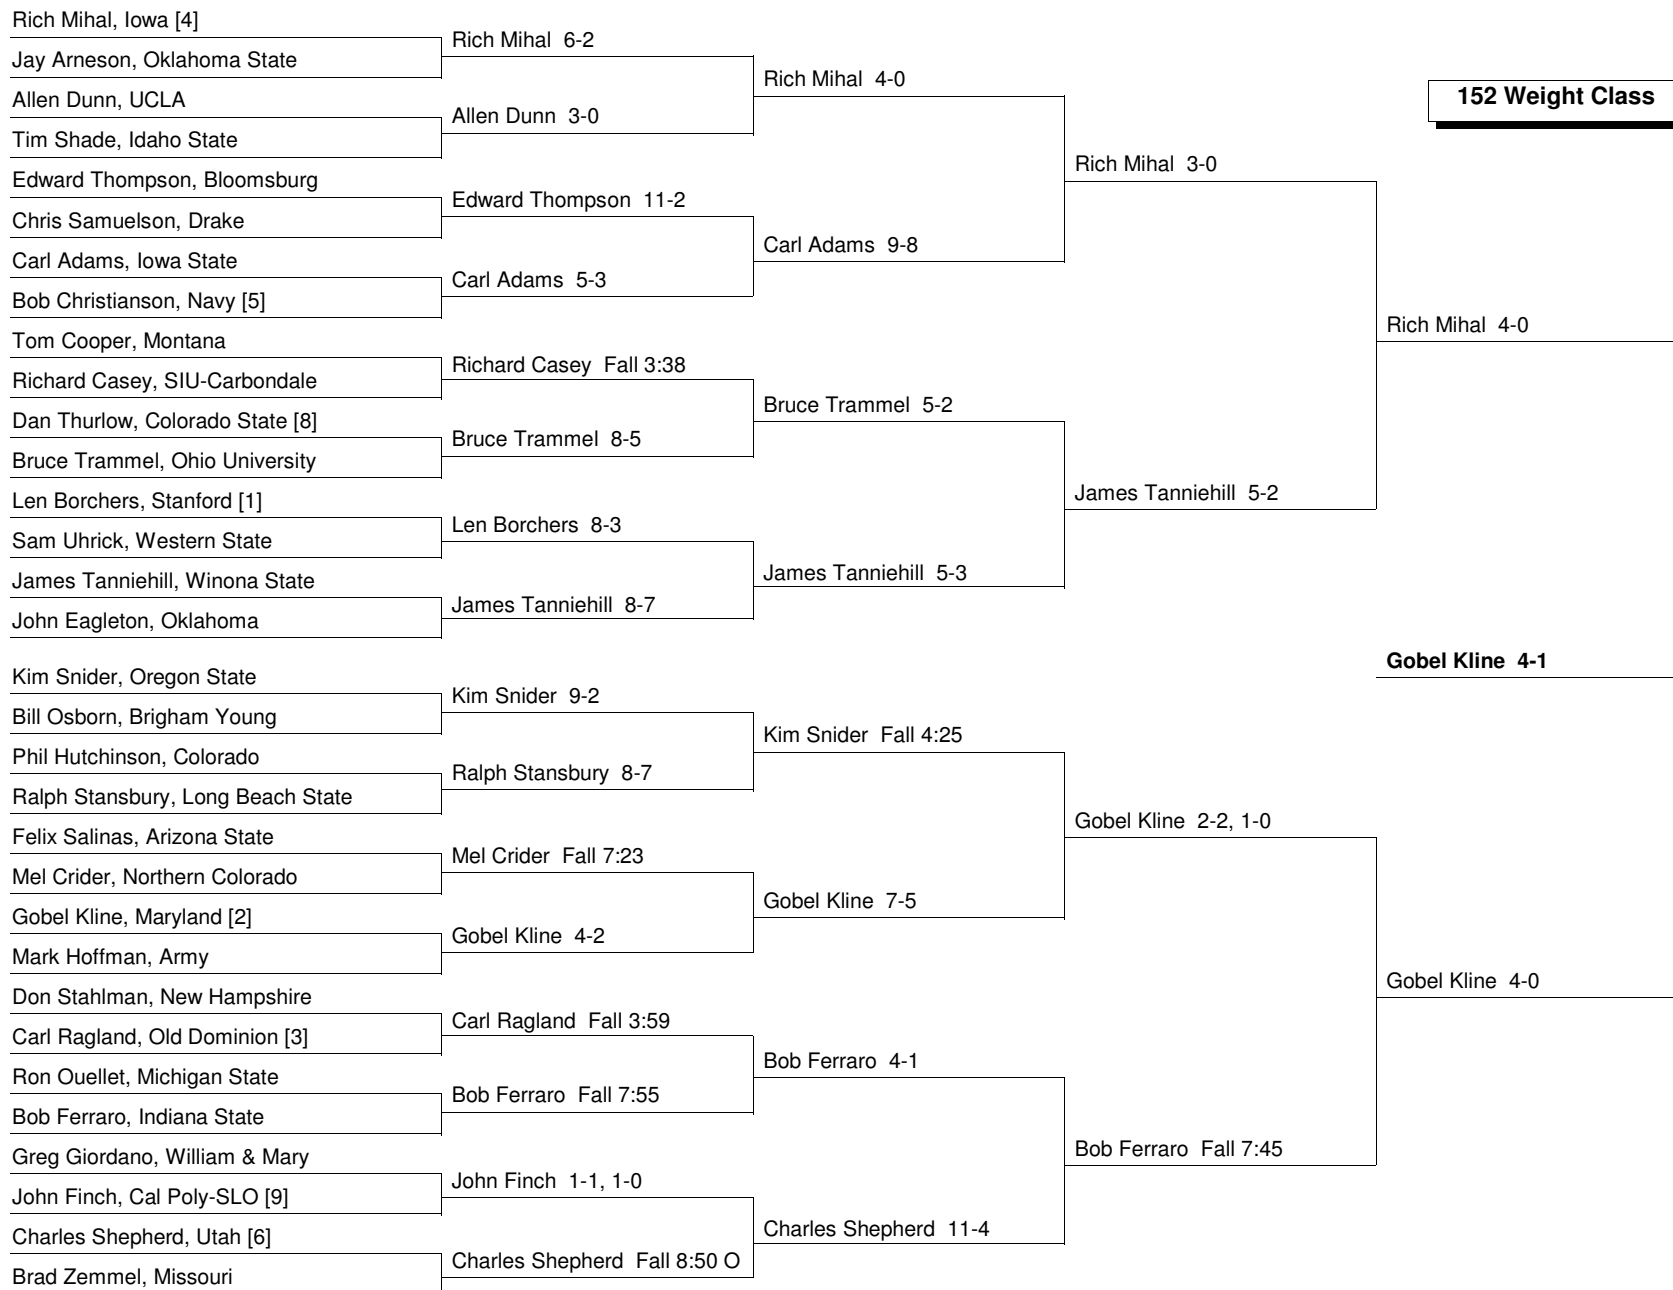 Rich Mihal, Iowa [4]
Jay Arneson, Oklahoma State
Allen Dunn, UCLA
Tim Shade, Idaho State
Edward Thompson, Bloomsburg
Chris Samuelson, Drake
Carl Adams, Iowa State
Bob Christianson, Navy [5]
Tom Cooper, Montana
Richard Casey, SIU-Carbondale
Dan Thurlow, Colorado State [8]
Bruce Trammel, Ohio University
Len Borchers, Stanford [1]
Sam Uhrick, Western State
James Tanniehill, Winona State
John Eagleton, Oklahoma
Kim Snider, Oregon State
Bill Osborn, Brigham Young
Phil Hutchinson, Colorado
Ralph Stansbury, Long Beach State
Felix Salinas, Arizona State
Mel Crider, Northern Colorado
Gobel Kline, Maryland [2]
Mark Hoffman, Army
Don Stahlman, New Hampshire
Carl Ragland, Old Dominion [3]
Ron Ouellet, Michigan State
Bob Ferraro, Indiana State
Greg Giordano, William & Mary
John Finch, Cal Poly-SLO [9]
Charles Shepherd, Utah [6]
Brad Zemmel, Missouri
Rich Mihal 6-2
Allen Dunn 3-0
Edward Thompson 11-2
Carl Adams 5-3
Richard Casey Fall 3:38
Bruce Trammel 8-5
Len Borchers 8-3
James Tanniehill 8-7
Kim Snider 9-2
Ralph Stansbury 8-7
Mel Crider Fall 7:23
Gobel Kline 4-2
Carl Ragland Fall 3:59
Bob Ferraro Fall 7:55
John Finch 1-1, 1-0
Charles Shepherd Fall 8:50 O
Rich Mihal 4-0
Carl Adams 9-8
Bruce Trammel 5-2
James Tanniehill 5-3
Kim Snider Fall 4:25
Gobel Kline 7-5
Bob Ferraro 4-1
Charles Shepherd 11-4
Rich Mihal 3-0
James Tanniehill 5-2
Gobel Kline 2-2, 1-0
Bob Ferraro Fall 7:45
152 Weight Class
Rich Mihal 4-0
Gobel Kline 4-1
Gobel Kline 4-0